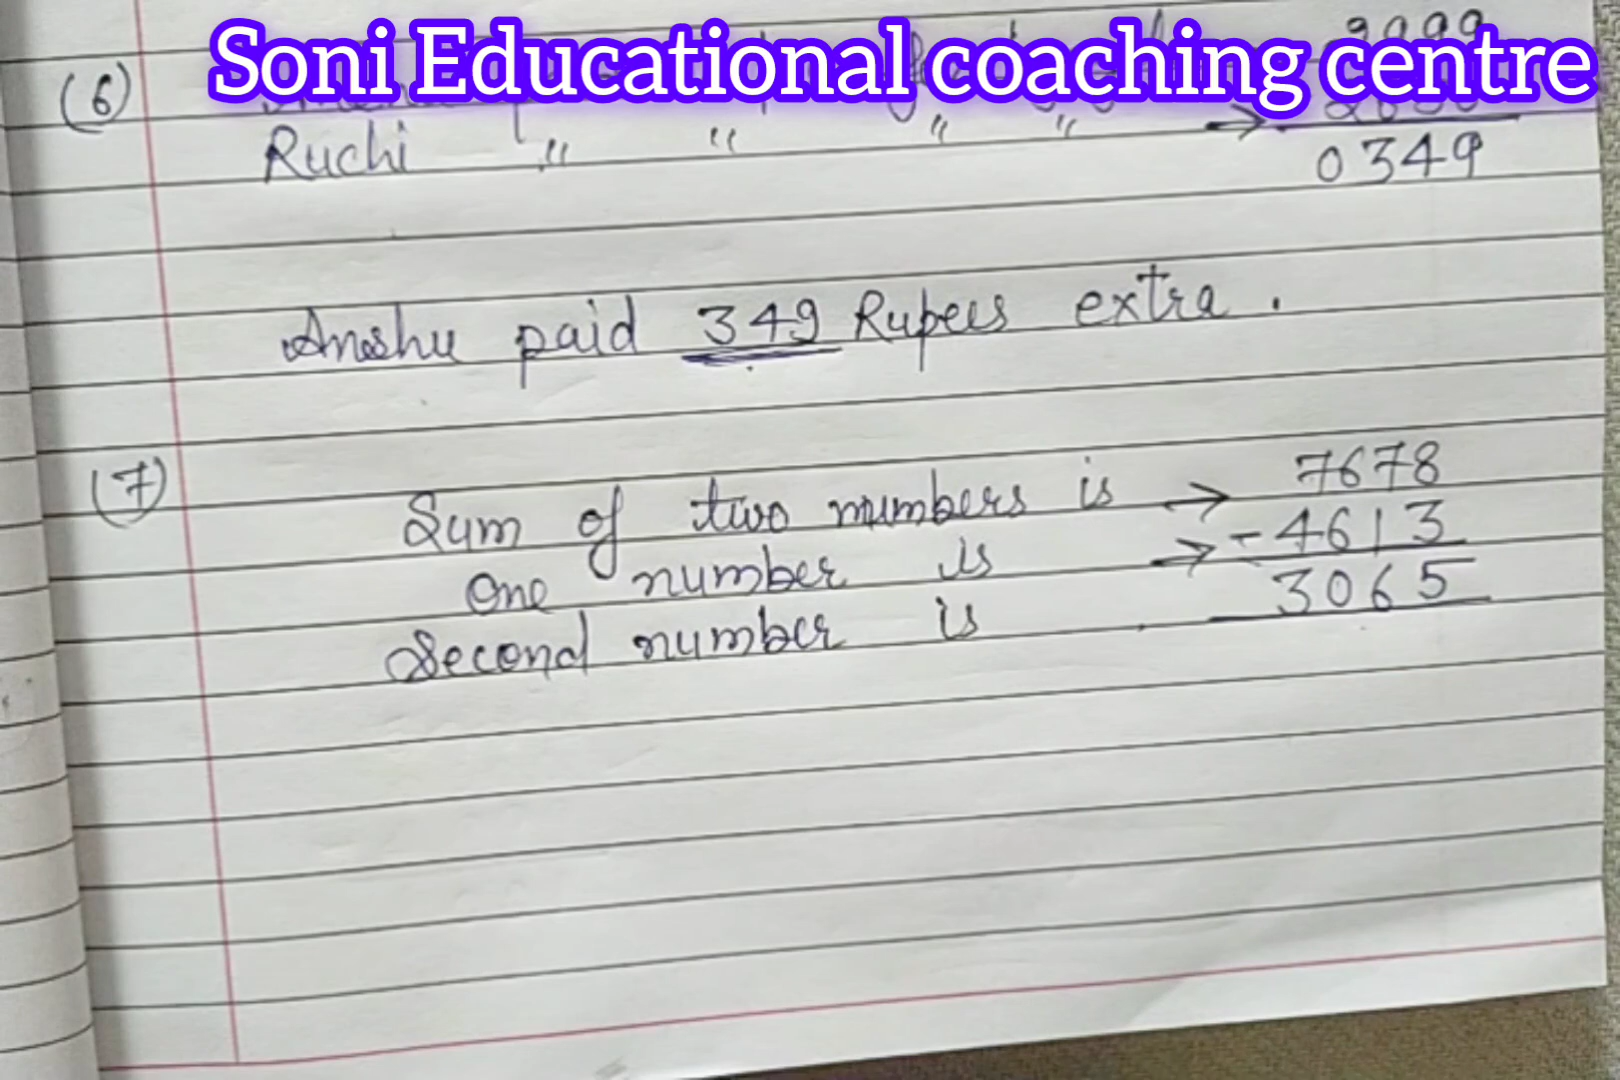 Soni Educational coaching centre
(6)
Ruchi " " " " →
0349
Anshu paid 349 Rupees extra.
(7)
Sum of two numbers is → 7678
One number is → - 4613
Second number is 3065